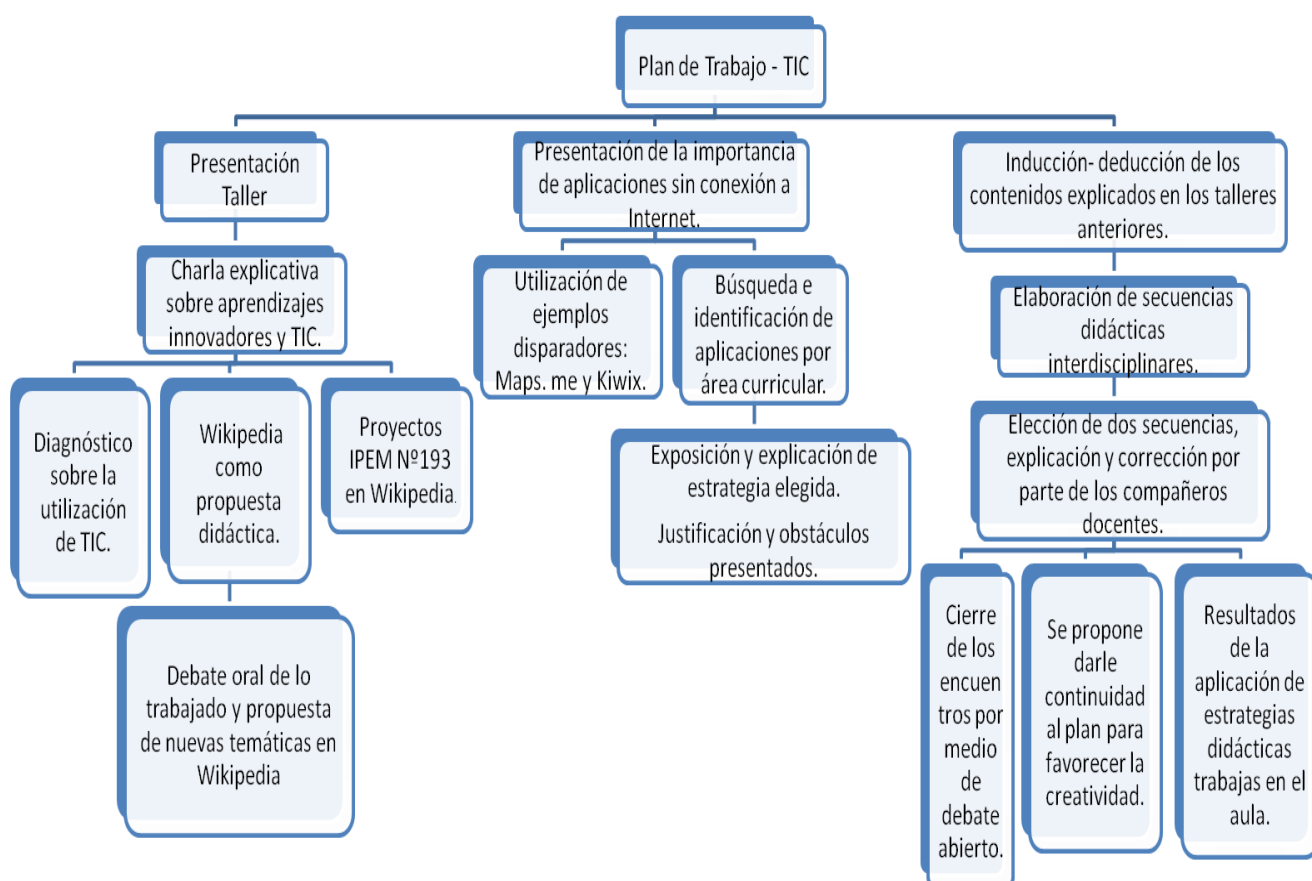 Plan de Trabajo - TIC
Presentación
Taller
Charla explicativa
sobre aprendizajes
innovadores y TIC.
Diagnóstico
sobre la
utilización
de TIC.
Wikipedia
como
propuesta
didáctica.
Proyectos
IPEM Nº193
en Wikipedia.
Debate oral de lo
trabajado y propuesta
de nuevas temáticas en
Wikipedia
Presentación de la importancia
de aplicaciones sin conexión a
Internet.
Utilización de
ejemplos
disparadores:
Maps. me y Kiwix.
Búsqueda e
identificación de
aplicaciones por
área curricular.
Exposición y explicación de
estrategia elegida.
Justificación y obstáculos
presentados.
Inducción- deducción de los
contenidos explicados en los talleres
anteriores.
Elaboración de secuencias
didácticas
interdisciplinares.
Elección de dos secuencias,
explicación y corrección por
parte de los compañeros
docentes.
Cierre
de los
encuen
tros por
medio
de
debate
abierto.
Se propone
darle
continuidad
al plan para
favorecer la
creatividad.
Resultados
de la
aplicación de
estrategias
didácticas
trabajas en el
aula.